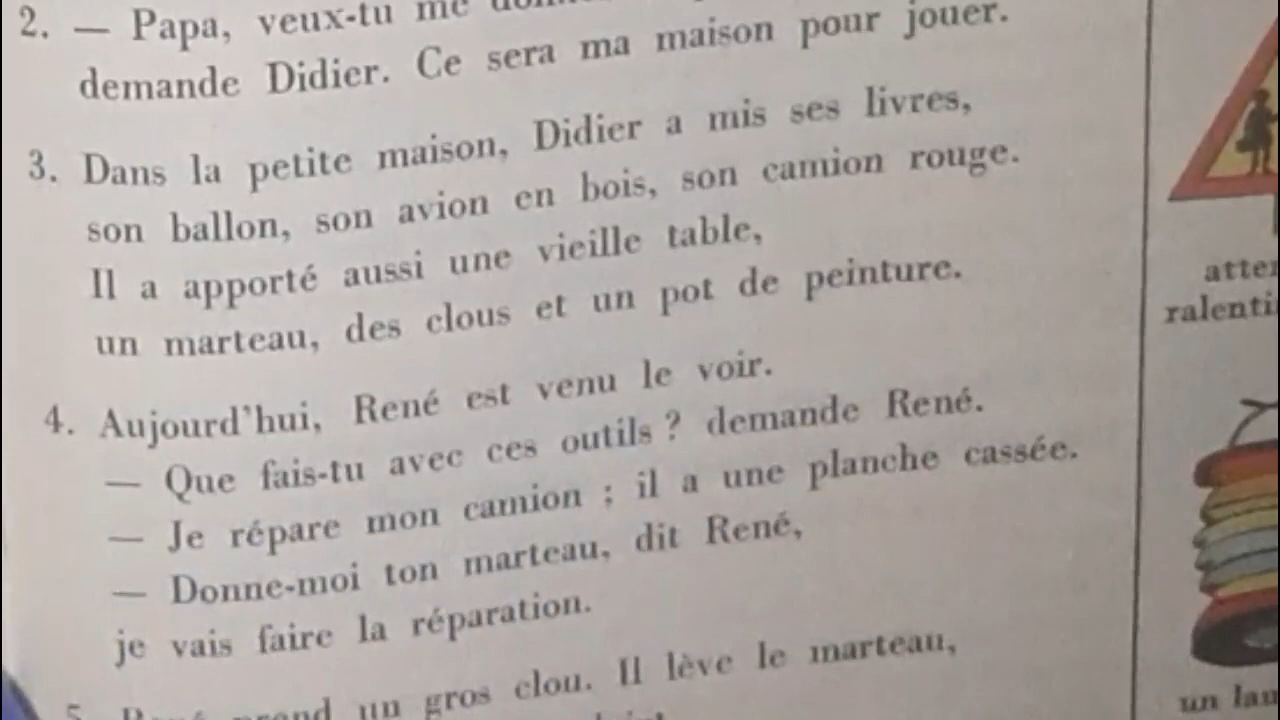 2. — Papa, veux-tu me
demande Didier. Ce sera ma maison pour jouer.
3. Dans la petite maison, Didier a mis ses livres,
son ballon, son avion en bois, son camion rouge.
Il a apporté aussi une vieille table,
un marteau, des clous et un pot de peinture.
4. Aujourd'hui, René est venu le voir.
— Que fais-tu avec ces outils ? demande René.
— Je répare mon camion ; il a une planche cassée.
— Donne-moi ton marteau, dit René,
je vais faire la réparation.
5. René prend un gros clou. Il lève le marteau,
ralenti
un